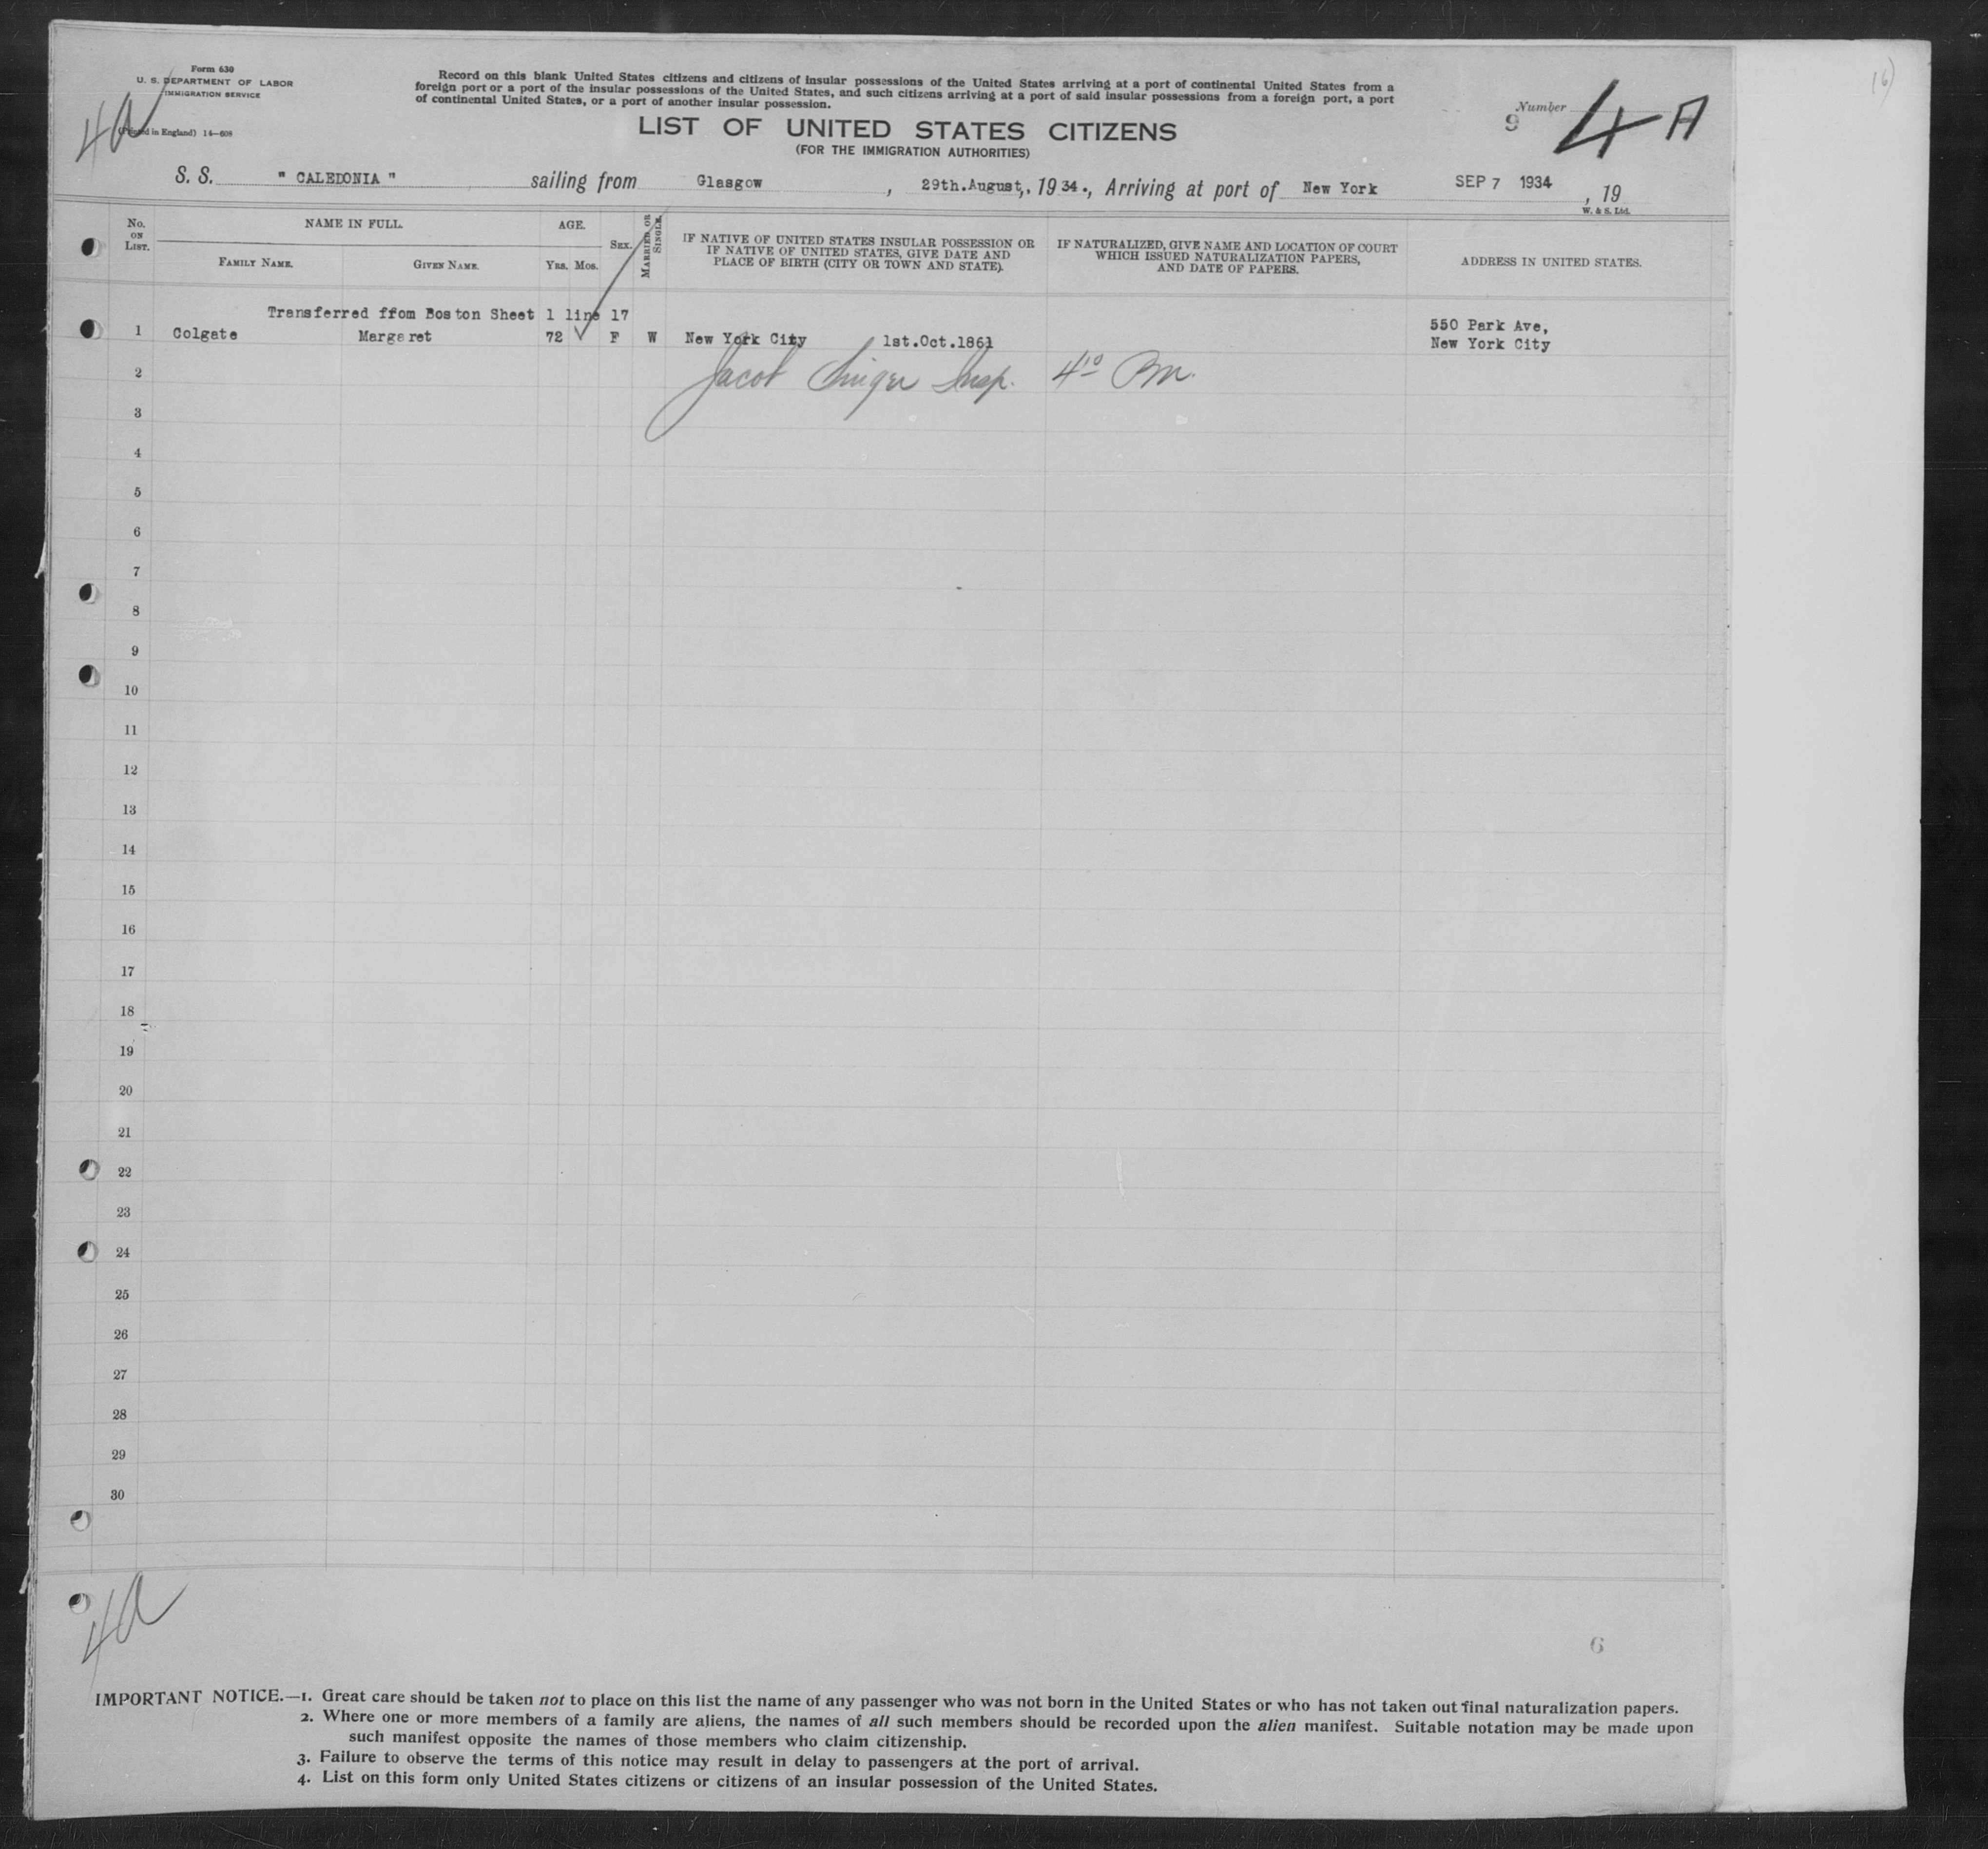 Form 630
U. S. DEPARTMENT OF LABOR
IMMIGRATION SERVICE
(Printed in England) 14—608
4a
Record on this blank United States citizens and citizens of insular possessions of the United States arriving at a port of continental United States from a
foreign port or a port of the insular possessions of the United States, and such citizens arriving at a port of said insular possessions from a foreign port, a port
of continental United States, or a port of another insular possession.
LIST OF UNITED STATES CITIZENS
(FOR THE IMMIGRATION AUTHORITIES)
Number
9
4 A
16)
S. S. " CALEDONIA " sailing from Glasgow , 29th.August,. 1934., Arriving at port of New York SEP 7 1934 , 19
W. & S. Ltd.
No. ON LIST.
NAME IN FULL.
FAMILY NAME.
GIVEN NAME.
AGE.
YRS. MOS.
SEX.
MARRIED OR SINGLE.
IF NATIVE OF UNITED STATES INSULAR POSSESSION OR
IF NATIVE OF UNITED STATES, GIVE DATE AND
PLACE OF BIRTH (CITY OR TOWN AND STATE).
IF NATURALIZED, GIVE NAME AND LOCATION OF COURT
WHICH ISSUED NATURALIZATION PAPERS,
AND DATE OF PAPERS.
ADDRESS IN UNITED STATES.
Transferred ffom Boston Sheet 1 line 17
1 Colgate Margaret 72 F W New York City 1st.Oct.1861 550 Park Ave,
New York City
2 Jacob Singer Insp. 4 10 Pm.
3
4
5
6
7
8
9
10
11
12
13
14
15
16
17
18
19
20
21
22
23
24
25
26
27
28
29
30
4a
6
IMPORTANT NOTICE.—1. Great care should be taken not to place on this list the name of any passenger who was not born in the United States or who has not taken out final naturalization papers.
2. Where one or more members of a family are aliens, the names of all such members should be recorded upon the alien manifest. Suitable notation may be made upon
such manifest opposite the names of those members who claim citizenship.
3. Failure to observe the terms of this notice may result in delay to passengers at the port of arrival.
4. List on this form only United States citizens or citizens of an insular possession of the United States.